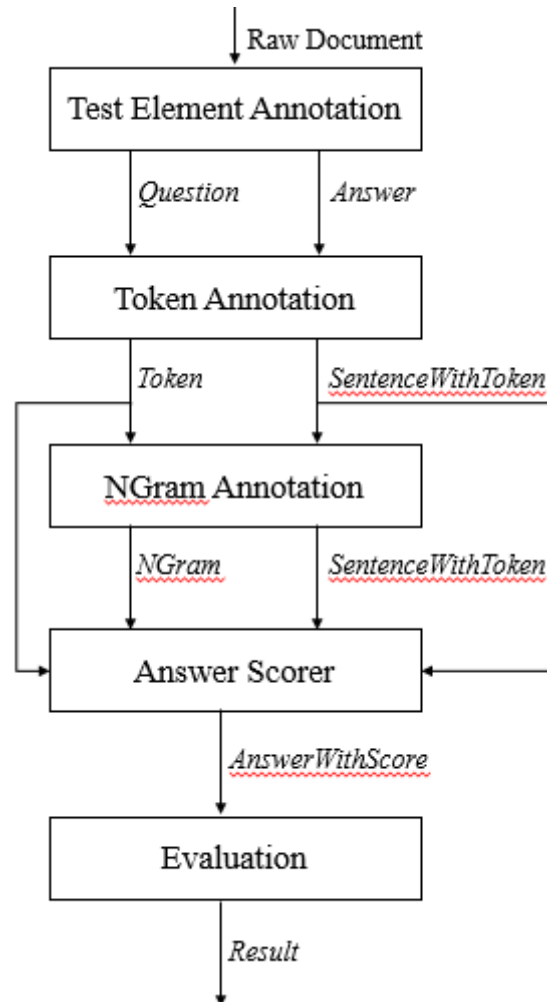 Raw Document
Test Element Annotation
Question Answer
Token Annotation
Token SentenceWithToken
NGram Annotation
NGram SentenceWithToken
Answer Scorer
AnswerWithScore
Evaluation
Result